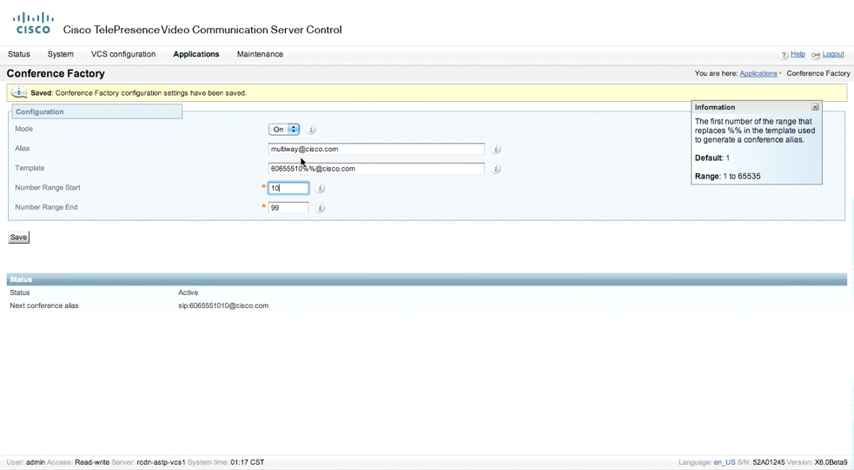 CISCO
Cisco TelePresence Video Communication Server Control
Status System VCS configuration Applications Maintenance ? Help Logout
Conference Factory You are here: Applications Conference Factory
Saved: Conference Factory configuration settings have been saved.
Configuration
Mode On i
Alias multiway@cisco.com i
Template 60655510%%@cisco.com i
Number Range Start * 10 i
Number Range End * 99 i
Information
The first number of the range that
replaces %% in the template used
to generate a conference alias.
Default: 1
Range: 1 to 65535
Save
Status
Status Active
Next conference alias sip:6065551010@cisco.com
User: admin Access: Read-write Server: rcdn-astp-vcs1 System time: 01:17 CST Language: en_US S/N: 52A01245 Version: X6.0Beta9